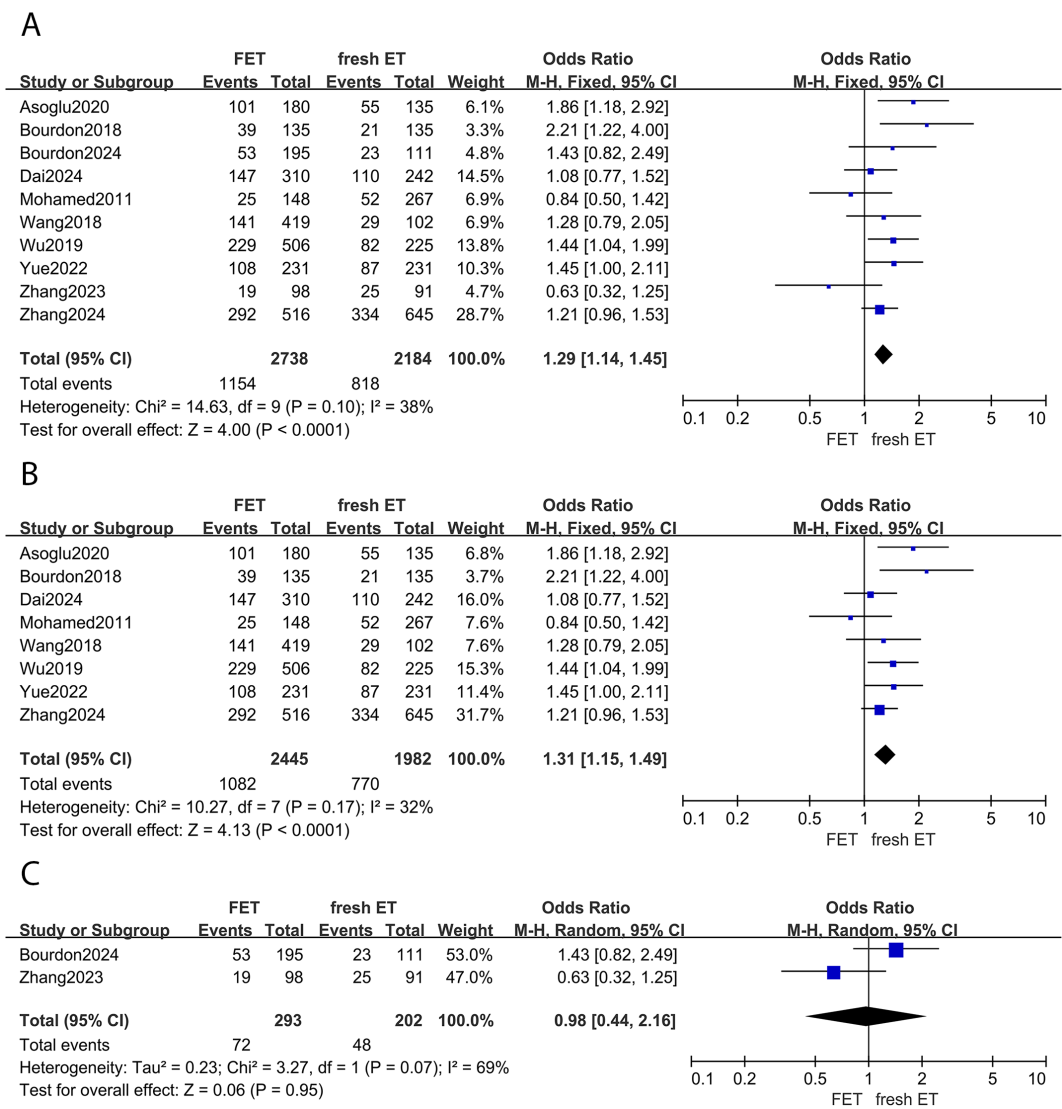 A
FET fresh ET Odds Ratio Odds Ratio
Study or Subgroup Events Total Events Total Weight M-H, Fixed, 95% CI M-H, Fixed, 95% CI
Asoglu2020 101 180 55 135 6.1% 1.86 [1.18, 2.92]
Bourdon2018 39 135 21 135 3.3% 2.21 [1.22, 4.00]
Bourdon2024 53 195 23 111 4.8% 1.43 [0.82, 2.49]
Dai2024 147 310 110 242 14.5% 1.08 [0.77, 1.52]
Mohamed2011 25 148 52 267 6.9% 0.84 [0.50, 1.42]
Wang2018 141 419 29 102 6.9% 1.28 [0.79, 2.05]
Wu2019 229 506 82 225 13.8% 1.44 [1.04, 1.99]
Yue2022 108 231 87 231 10.3% 1.45 [1.00, 2.11]
Zhang2023 19 98 25 91 4.7% 0.63 [0.32, 1.25]
Zhang2024 292 516 334 645 28.7% 1.21 [0.96, 1.53]
Total (95% CI) 2738 2184 100.0% 1.29 [1.14, 1.45]
Total events 1154 818
Heterogeneity: Chi² = 14.63, df = 9 (P = 0.10); I² = 38%
Test for overall effect: Z = 4.00 (P < 0.0001)
0.1 0.2 0.5 1 2 5 10
FET fresh ET
B
FET fresh ET Odds Ratio Odds Ratio
Study or Subgroup Events Total Events Total Weight M-H, Fixed, 95% CI M-H, Fixed, 95% CI
Asoglu2020 101 180 55 135 6.8% 1.86 [1.18, 2.92]
Bourdon2018 39 135 21 135 3.7% 2.21 [1.22, 4.00]
Dai2024 147 310 110 242 16.0% 1.08 [0.77, 1.52]
Mohamed2011 25 148 52 267 7.6% 0.84 [0.50, 1.42]
Wang2018 141 419 29 102 7.6% 1.28 [0.79, 2.05]
Wu2019 229 506 82 225 15.3% 1.44 [1.04, 1.99]
Yue2022 108 231 87 231 11.4% 1.45 [1.00, 2.11]
Zhang2024 292 516 334 645 31.7% 1.21 [0.96, 1.53]
Total (95% CI) 2445 1982 100.0% 1.31 [1.15, 1.49]
Total events 1082 770
Heterogeneity: Chi² = 10.27, df = 7 (P = 0.17); I² = 32%
Test for overall effect: Z = 4.13 (P < 0.0001)
0.1 0.2 0.5 1 2 5 10
FET fresh ET
C
FET fresh ET Odds Ratio Odds Ratio
Study or Subgroup Events Total Events Total Weight M-H, Random, 95% CI M-H, Random, 95% CI
Bourdon2024 53 195 23 111 53.0% 1.43 [0.82, 2.49]
Zhang2023 19 98 25 91 47.0% 0.63 [0.32, 1.25]
Total (95% CI) 293 202 100.0% 0.98 [0.44, 2.16]
Total events 72 48
Heterogeneity: Tau² = 0.23; Chi² = 3.27, df = 1 (P = 0.07); I² = 69%
Test for overall effect: Z = 0.06 (P = 0.95)
0.1 0.2 0.5 1 2 5 10
FET fresh ET